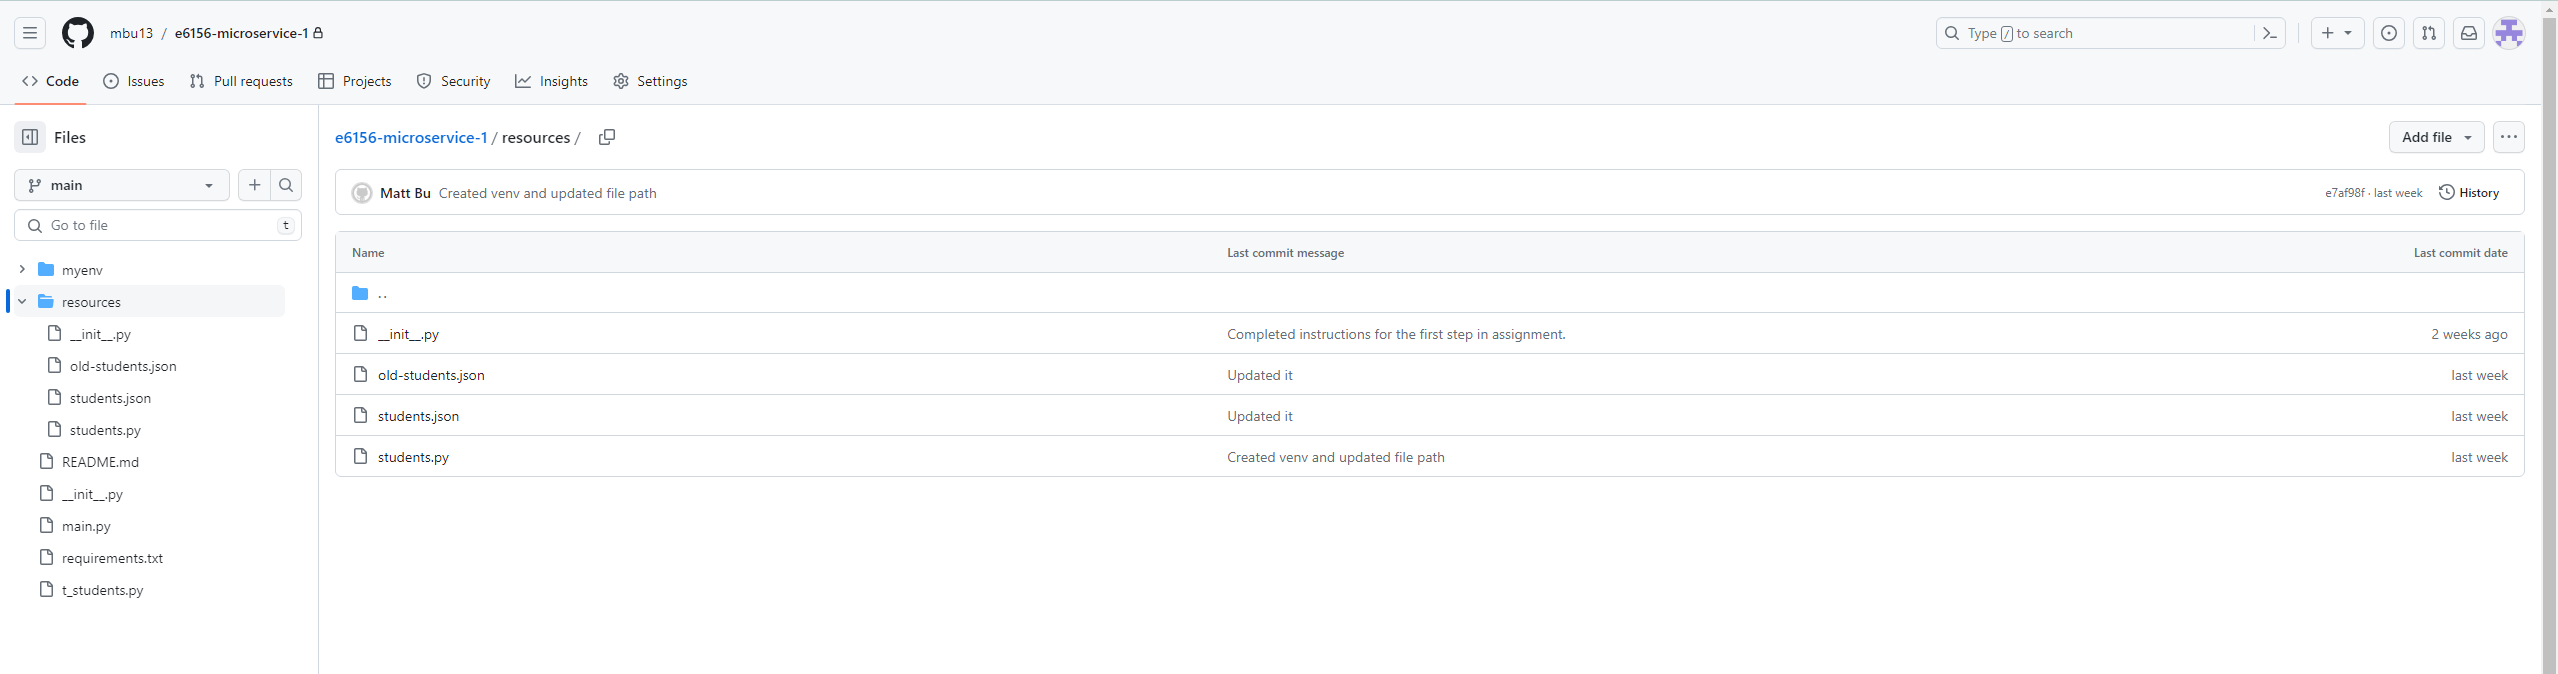 mbu13 / e6156-microservice-1
Type / to search
Code Issues Pull requests Projects Security Insights Settings
Files
main
Go to file t
myenv
resources
__init__.py
old-students.json
students.json
students.py
README.md
__init__.py
main.py
requirements.txt
t_students.py
e6156-microservice-1 / resources /
Add file
Matt Bu Created venv and updated file path
e7af98f · last week History
Name Last commit message Last commit date
..
__init__.py Completed instructions for the first step in assignment. 2 weeks ago
old-students.json Updated it last week
students.json Updated it last week
students.py Created venv and updated file path last week